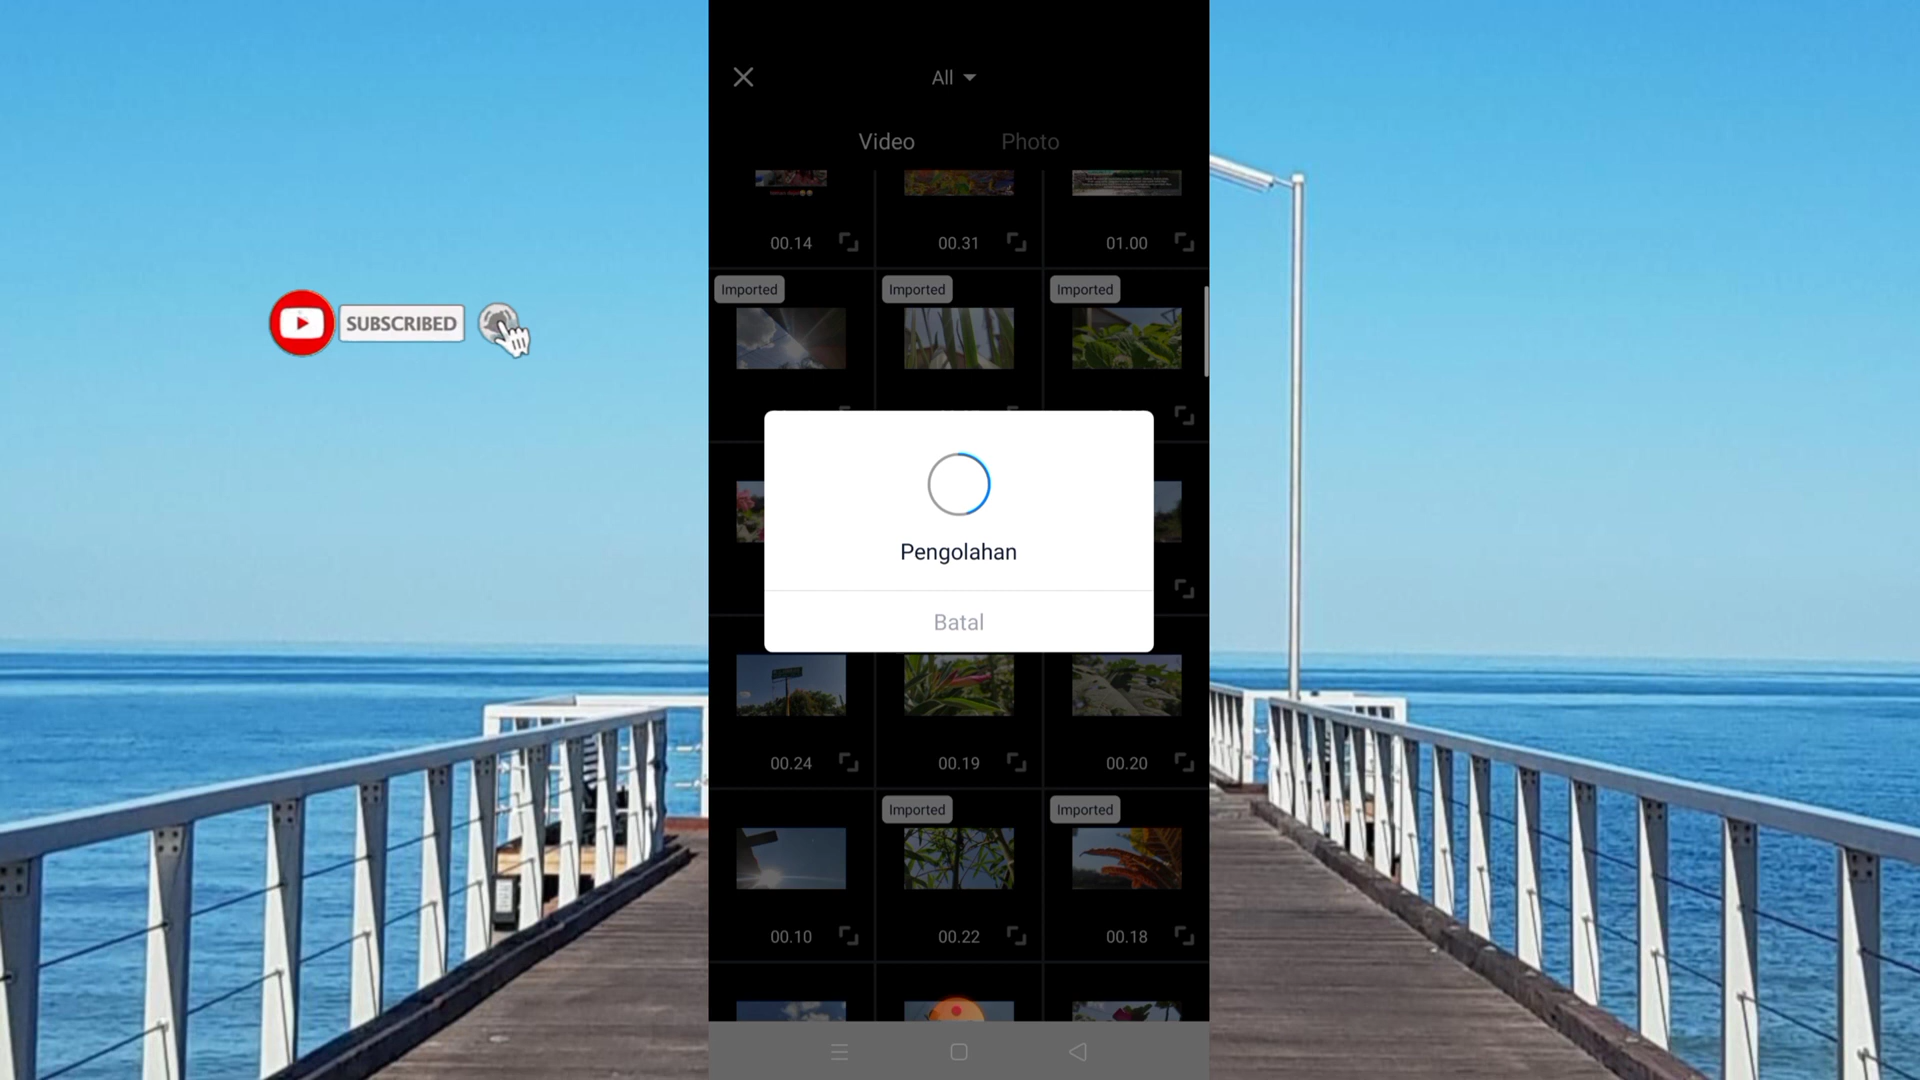 All
Video Photo
00.14 00.31 01.00
Imported Imported Imported
SUBSCRIBED
Pengolahan
Batal
00.24 00.19 00.20
Imported Imported
00.10 00.22 00.18